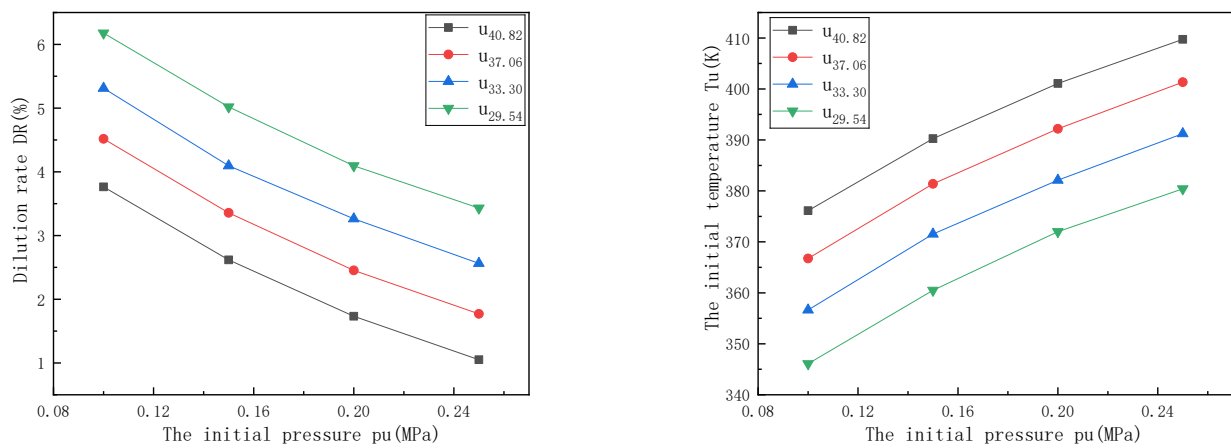 Dilution rate DR(%)
6
5
4
3
2
1
0.08
0.12
0.16
0.20
0.24
The initial pressure pu(MPa)
u40.82
u37.06
u33.30
u29.54
The initial temperature Tu(K)
410
400
390
380
370
360
350
340
0.08
0.12
0.16
0.20
0.24
The initial pressure pu(MPa)
u40.82
u37.06
u33.30
u29.54